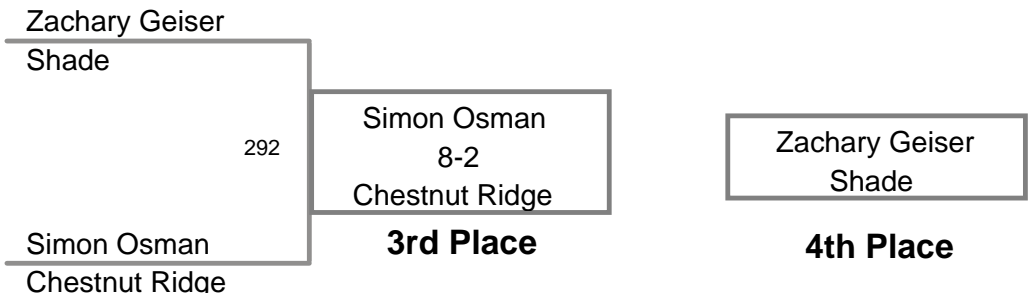 Zachary Geiser
Shade
292
Simon Osman
8-2
Chestnut Ridge
3rd Place
Simon Osman
Chestnut Ridge
Zachary Geiser
Shade
4th Place